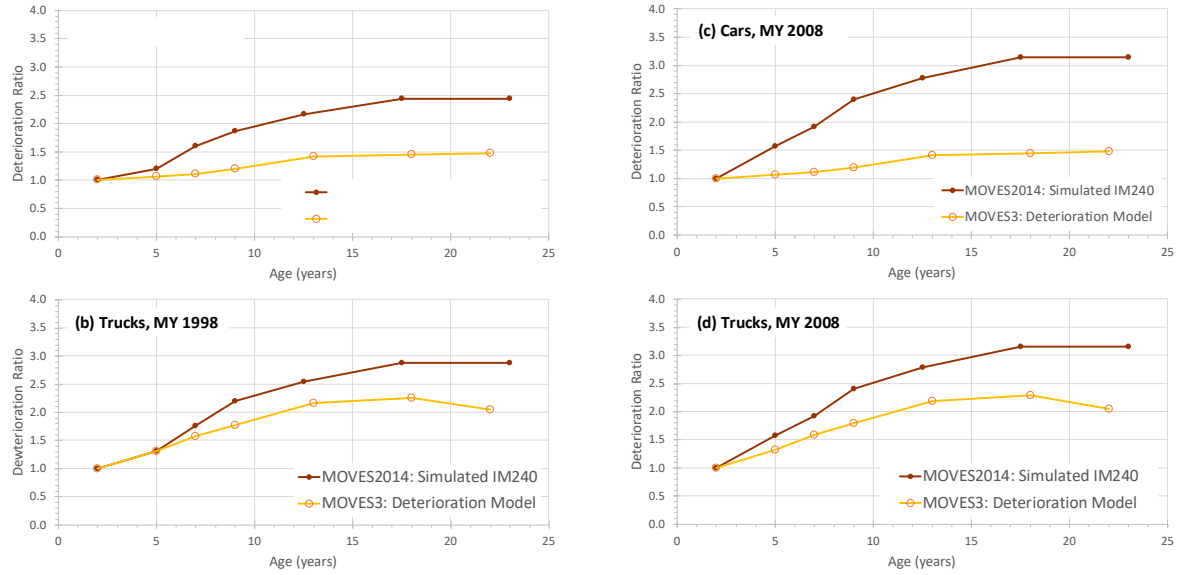 4.0
3.5
3.0
2.5
2.0
1.5
1.0
0.5
0.0
Deterioration Ratio
0 5 10 15 20 25
Age (years)
(c) Cars, MY 2008
4.0
3.5
3.0
2.5
2.0
1.5
1.0
0.5
0.0
Deterioration Ratio
MOVES2014: Simulated IM240
MOVES3: Deterioration Model
0 5 10 15 20 25
Age (years)
(b) Trucks, MY 1998
4.0
3.5
3.0
2.5
2.0
1.5
1.0
0.5
0.0
Dewterioration Ratio
MOVES2014: Simulated IM240
MOVES3: Deterioration Model
0 5 10 15 20 25
Age (years)
(d) Trucks, MY 2008
4.0
3.5
3.0
2.5
2.0
1.5
1.0
0.5
0.0
Deterioration Ratio
MOVES2014: Simulated IM240
MOVES3: Deterioration Model
0 5 10 15 20 25
Age (years)